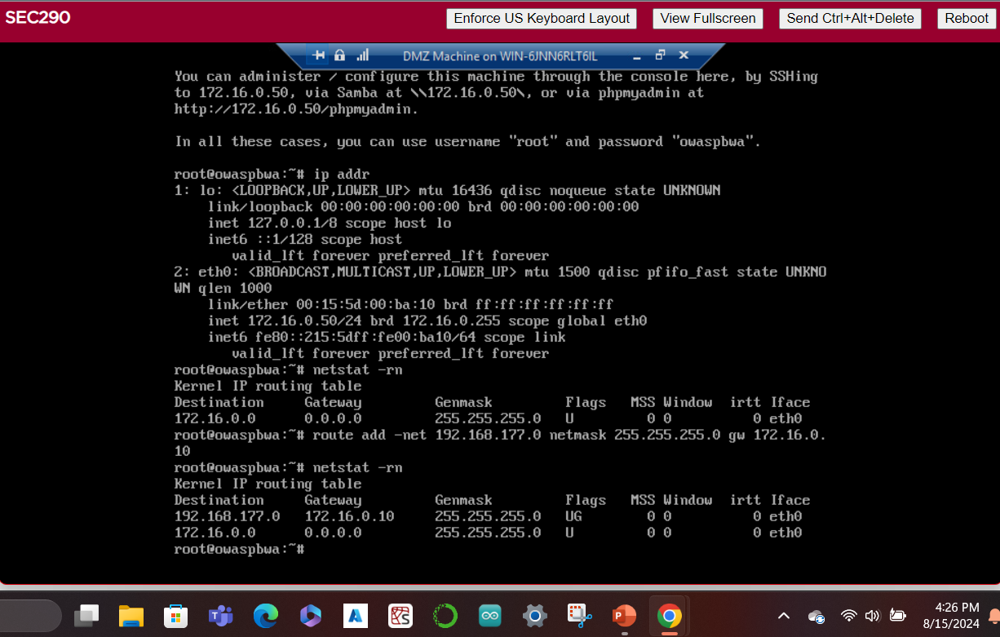 SEC290
Enforce US Keyboard Layout
View Fullscreen
Send Ctrl+Alt+Delete
Reboot
DMZ Machine on WIN-6JNN6RLT6IL
You can administer / configure this machine through the console here, by SSHing
to 172.16.0.50, via Samba at \\172.16.0.50\, or via phpmyadmin at
http://172.16.0.50/phpmyadmin.
In all these cases, you can use username "root" and password "owaspbwa".
root@owaspbwa:~# ip addr
1: lo: <LOOPBACK,UP,LOWER_UP> mtu 16436 qdisc noqueue state UNKNOWN
link/loopback 00:00:00:00:00:00 brd 00:00:00:00:00:00
inet 127.0.0.1/8 scope host lo
inet6 ::1/128 scope host
valid_lft forever preferred_lft forever
2: eth0: <BROADCAST,MULTICAST,UP,LOWER_UP> mtu 1500 qdisc pfifo_fast state UNKNO
WN qlen 1000
link/ether 00:15:5d:00:ba:10 brd ff:ff:ff:ff:ff:ff
inet 172.16.0.50/24 brd 172.16.0.255 scope global eth0
inet6 fe80::215:5dff:fe00:ba10/64 scope link
valid_lft forever preferred_lft forever
root@owaspbwa:~# netstat -rn
Kernel IP routing table
Destination Gateway Genmask Flags MSS Window irtt Iface
172.16.0.0 0.0.0.0 255.255.255.0 U 0 0 0 eth0
root@owaspbwa:~# route add -net 192.168.177.0 netmask 255.255.255.0 gw 172.16.0.
10
root@owaspbwa:~# netstat -rn
Kernel IP routing table
Destination Gateway Genmask Flags MSS Window irtt Iface
192.168.177.0 172.16.0.10 255.255.255.0 UG 0 0 0 eth0
172.16.0.0 0.0.0.0 255.255.255.0 U 0 0 0 eth0
root@owaspbwa:~#
4:26 PM
8/15/2024